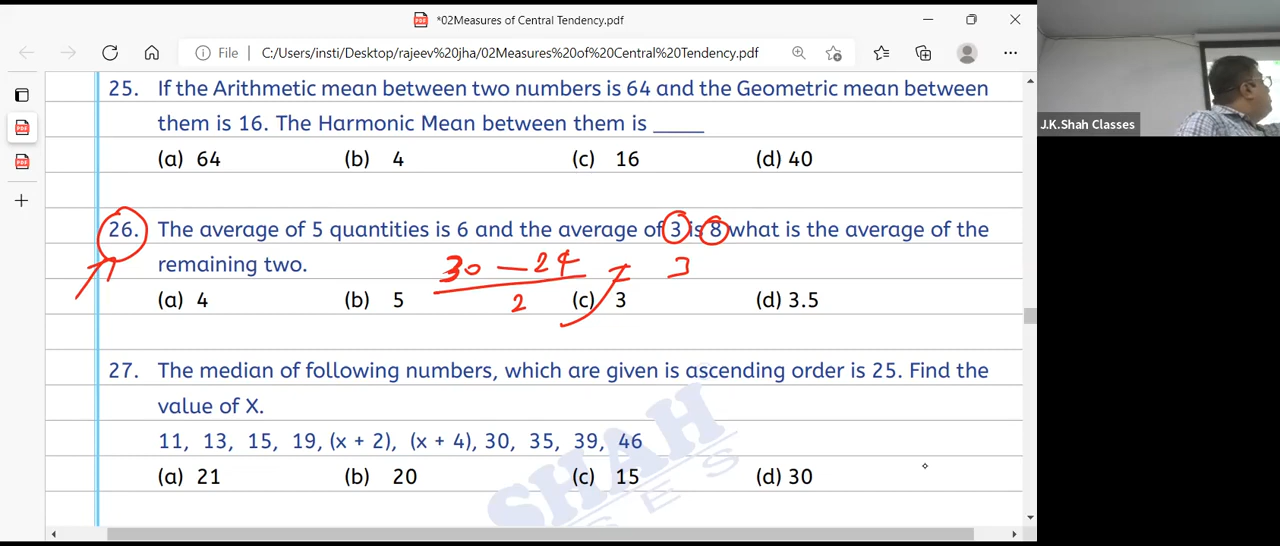 *02Measures of Central Tendency.pdf
File C:/Users/insti/Desktop/rajeev%20jha/02Measures%20of%20Central%20Tendency.pdf
J.K.Shah Classes
25. If the Arithmetic mean between two numbers is 64 and the Geometric mean between
them is 16. The Harmonic Mean between them is _____
(a) 64 (b) 4 (c) 16 (d) 40
26. The average of 5 quantities is 6 and the average of 3 is 8 what is the average of the
remaining two.
30 — 24 = 3
2
(a) 4 (b) 5 (c) 3 (d) 3.5
27. The median of following numbers, which are given is ascending order is 25. Find the
value of X.
11, 13, 15, 19, (x + 2), (x + 4), 30, 35, 39, 46
(a) 21 (b) 20 (c) 15 (d) 30
SHAH
SES